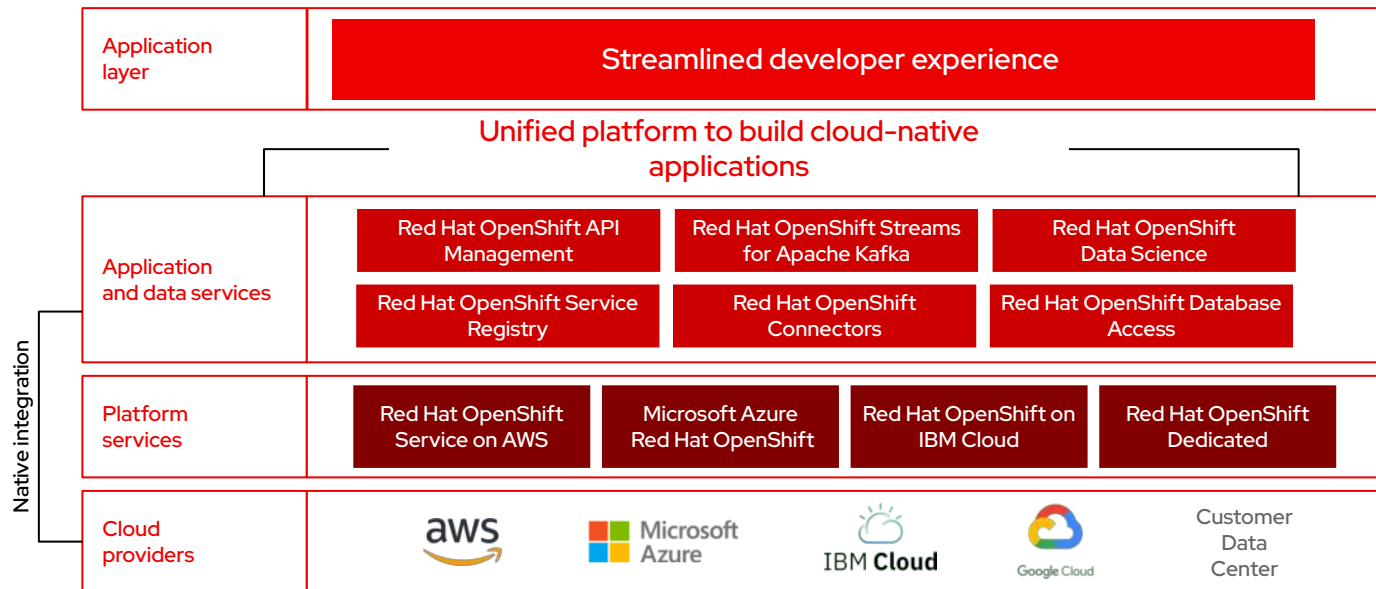 Application
layer
Streamlined developer experience
Unified platform to build cloud-native
applications
Application
and data services
Red Hat OpenShift API
Management
Red Hat OpenShift Streams
for Apache Kafka
Red Hat OpenShift
Data Science
Red Hat OpenShift Service
Registry
Red Hat OpenShift
Connectors
Red Hat OpenShift Database
Access
Native integration
Platform
services
Red Hat OpenShift
Service on AWS
Microsoft Azure
Red Hat OpenShift
Red Hat OpenShift on
IBM Cloud
Red Hat OpenShift
Dedicated
Cloud
providers
aws
Microsoft
Azure
IBM Cloud
Google Cloud
Customer
Data
Center